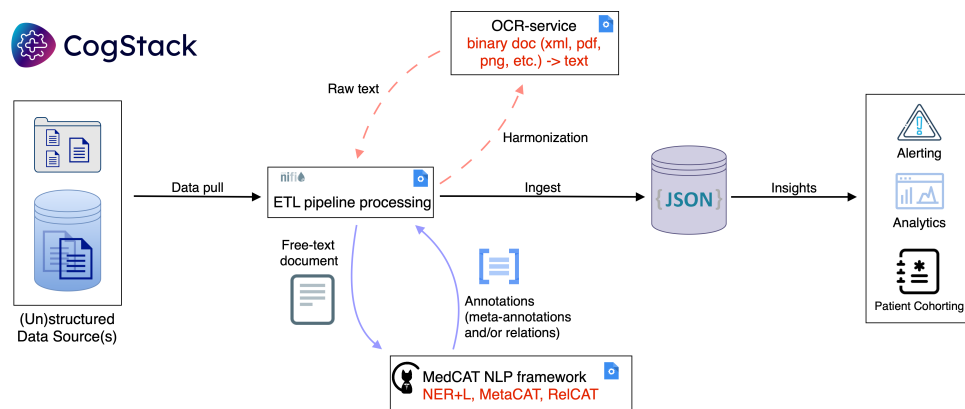 CogStack
OCR-service
binary doc (xml, pdf,
png, etc.) -> text
Raw text
Harmonization
nifi
ETL pipeline processing
Data pull
Ingest
{JSON}
Insights
Alerting
Analytics
Patient Cohorting
(Un)structured
Data Source(s)
Free-text
document
Annotations
(meta-annotations
and/or relations)
MedCAT NLP framework
NER+L, MetaCAT, RelCAT